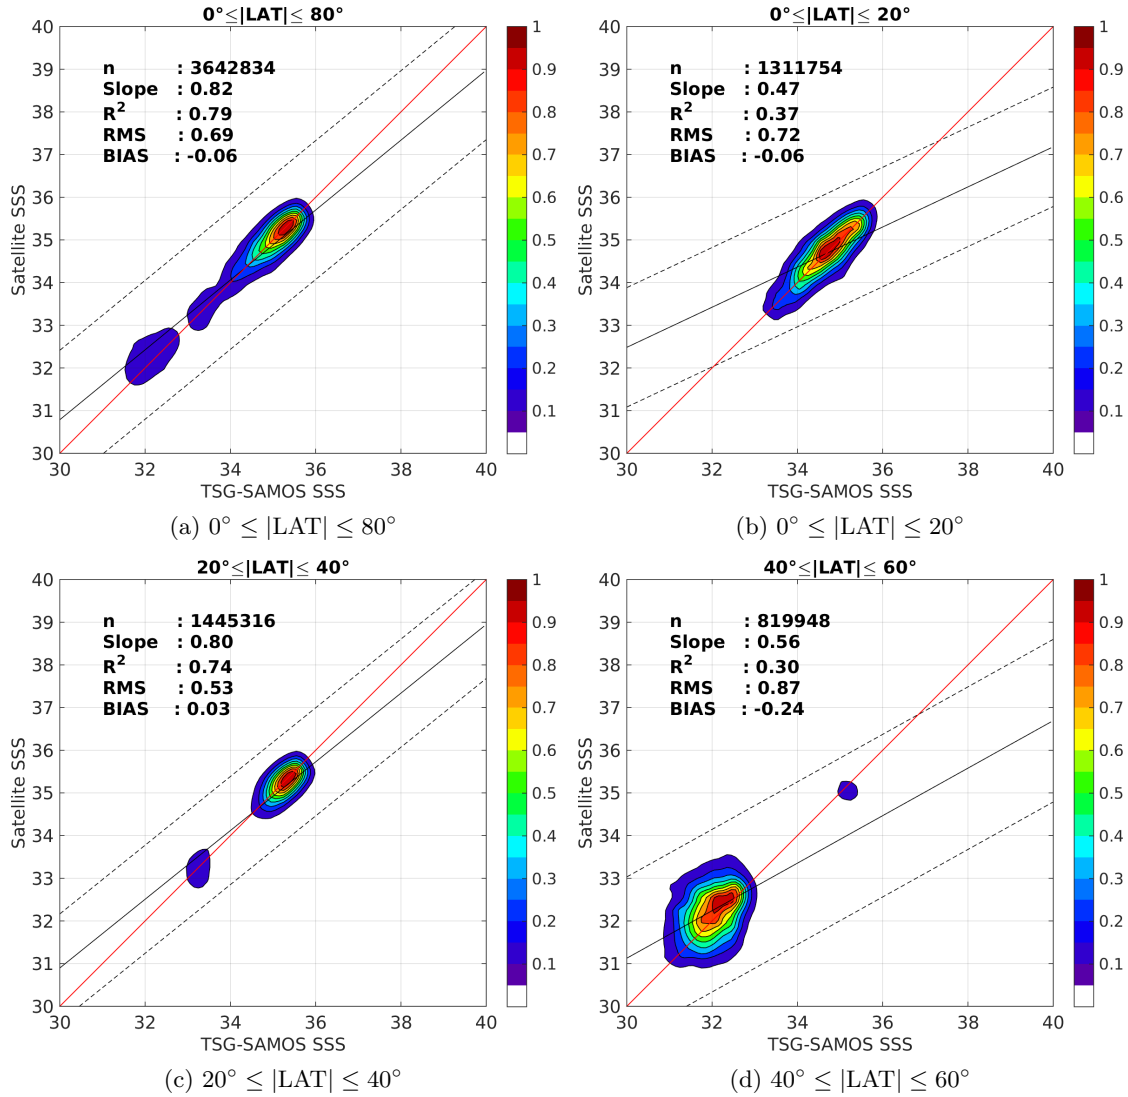 0°≤|LAT|≤ 80°
40
39
38
37
36
35
34
33
32
31
30
Satellite SSS
n : 3642834
Slope : 0.82
R² : 0.79
RMS : 0.69
BIAS : -0.06
30 32 34 36 38 40
TSG-SAMOS SSS
1
0.9
0.8
0.7
0.6
0.5
0.4
0.3
0.2
0.1
(a) 0° ≤ |LAT| ≤ 80°
0°≤|LAT|≤ 20°
40
39
38
37
36
35
34
33
32
31
30
Satellite SSS
n : 1311754
Slope : 0.47
R² : 0.37
RMS : 0.72
BIAS : -0.06
30 32 34 36 38 40
TSG-SAMOS SSS
1
0.9
0.8
0.7
0.6
0.5
0.4
0.3
0.2
0.1
(b) 0° ≤ |LAT| ≤ 20°
20°≤|LAT|≤ 40°
40
39
38
37
36
35
34
33
32
31
30
Satellite SSS
n : 1445316
Slope : 0.80
R² : 0.74
RMS : 0.53
BIAS : 0.03
30 32 34 36 38 40
TSG-SAMOS SSS
1
0.9
0.8
0.7
0.6
0.5
0.4
0.3
0.2
0.1
(c) 20° ≤ |LAT| ≤ 40°
40°≤|LAT|≤ 60°
40
39
38
37
36
35
34
33
32
31
30
Satellite SSS
n : 819948
Slope : 0.56
R² : 0.30
RMS : 0.87
BIAS : -0.24
30 32 34 36 38 40
TSG-SAMOS SSS
1
0.9
0.8
0.7
0.6
0.5
0.4
0.3
0.2
0.1
(d) 40° ≤ |LAT| ≤ 60°